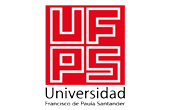 UF
PS
Universidad
Francisco de Paula Santander